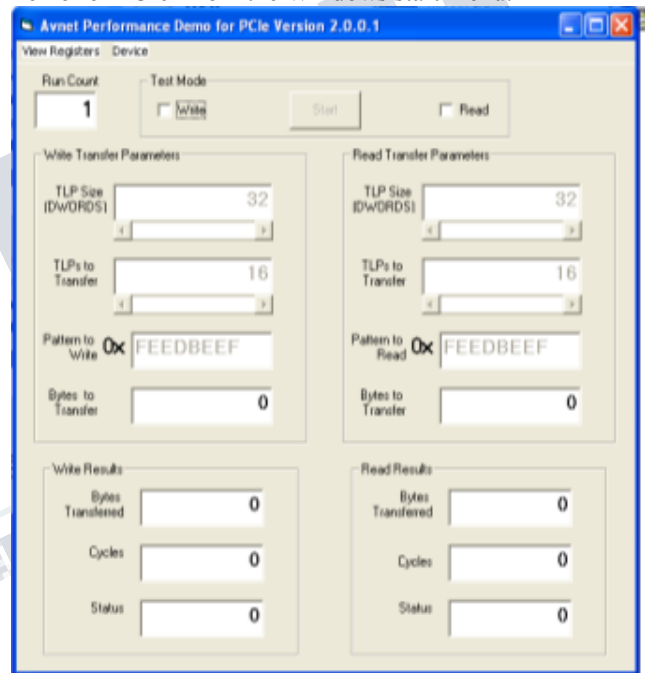 Avnet Performance Demo for PCIe Version 2.0.0.1
View Registers Device
Run Count
1
Test Mode
Write
Start
Read
Write Transfer Parameters
TLP Size
(DWORDS)
32
TLPs to
Transfer
16
Pattern to
Write
0x
FEEDBEEF
Bytes to
Transfer
0
Read Transfer Parameters
TLP Size
(DWORDS)
32
TLPs to
Transfer
16
Pattern to
Read
0x
FEEDBEEF
Bytes to
Transfer
0
Write Results
Bytes
Transferred
0
Cycles
0
Status
0
Read Results
Bytes
Transferred
0
Cycles
0
Status
0